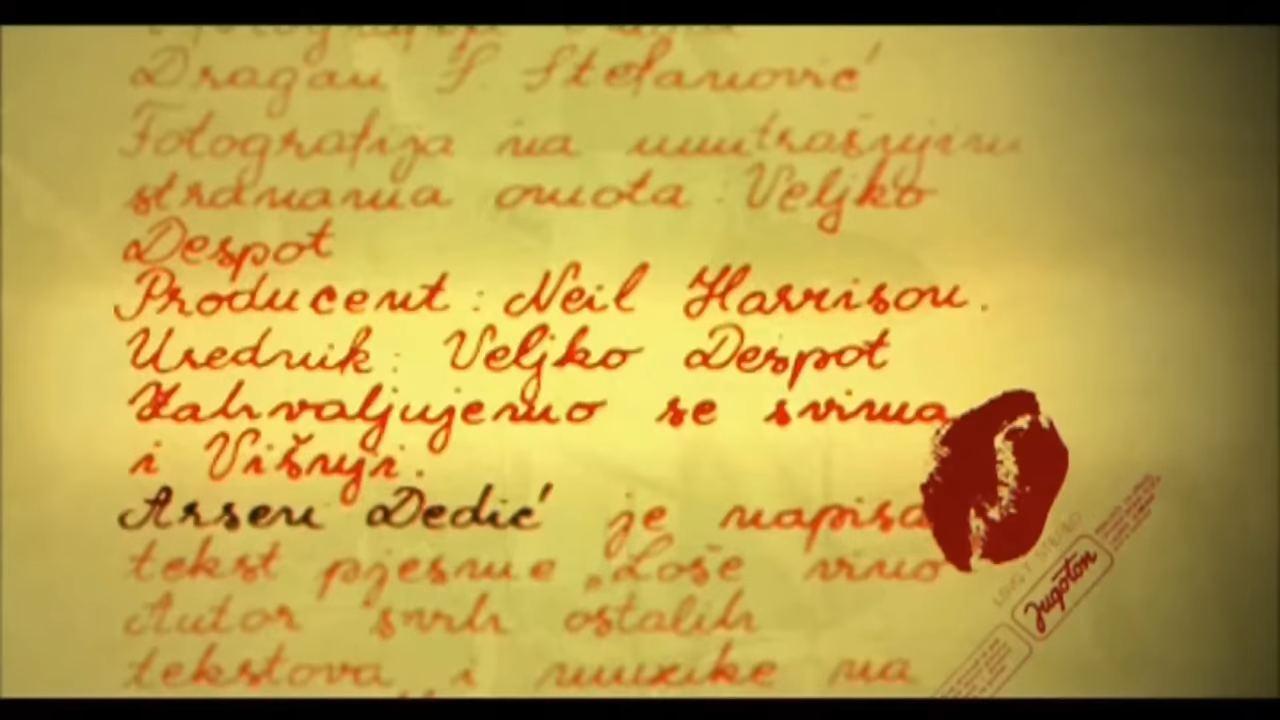 Dragan S. Stefanović
Fotografija na unutrašnjim
stranama omota: Veljko
Despot
Producent: Neil Harrison.
Urednik: Veljko Despot
Zahvaljujemo se svima
i Višnji.
Arsen Dedić je napisa
tekst pjesme „Loše vino
Autor svih ostalih
tekstova i muzike na
Jugoton